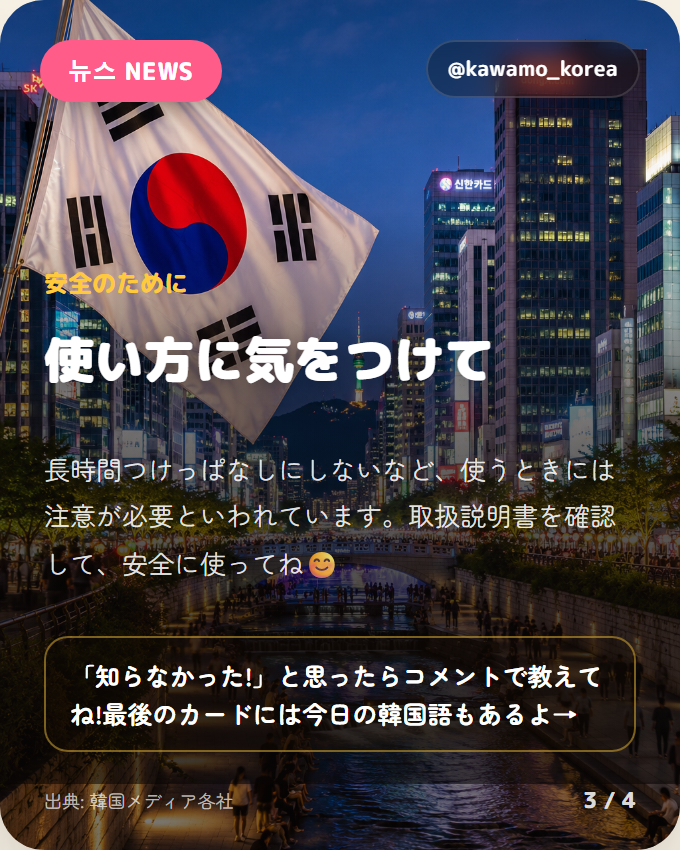 뉴스 NEWS
@kawamo_korea
SK
신한카드
安全のために
使い方に気をつけて
長時間つけっぱなしにしないなど、使うときには
注意が必要といわれています。取扱説明書を確認
して、安全に使ってね😊
「知らなかった!」と思ったらコメントで教えて
ね!最後のカードには今日の韓国語もあるよ→
出典: 韓国メディア各社
3 / 4